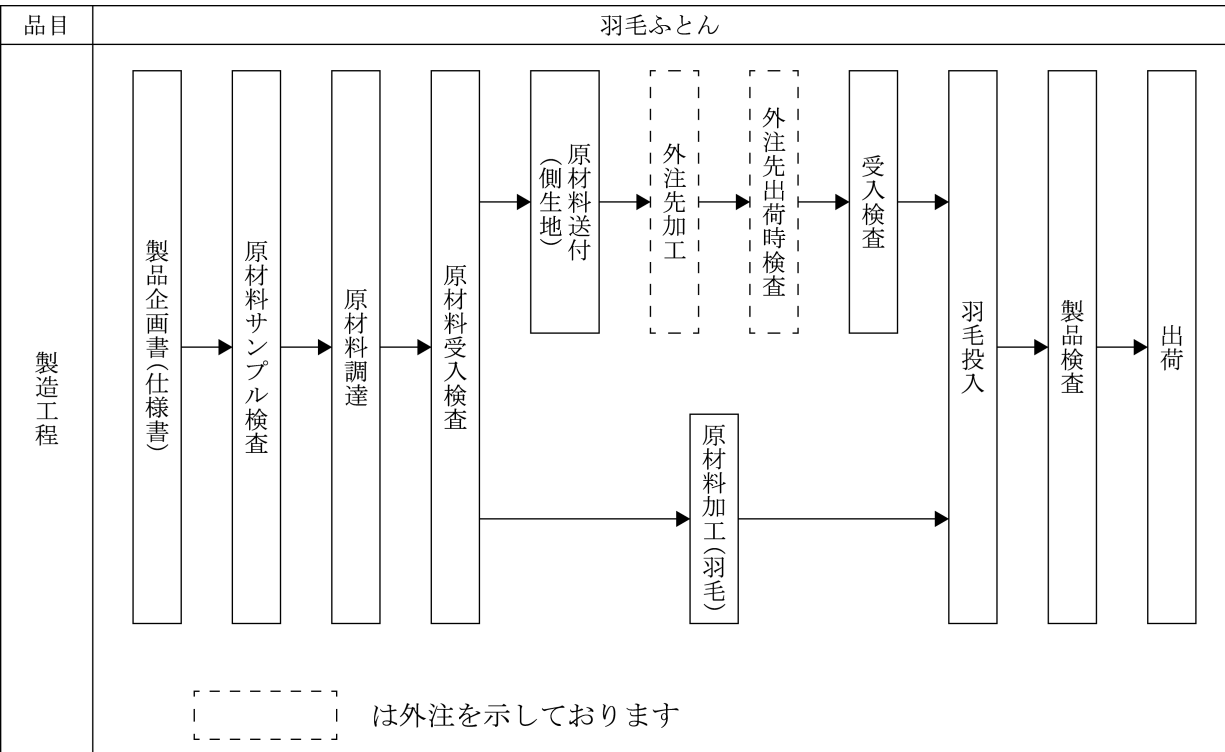 品目
羽毛ふとん
製造工程
製品企画書(仕様書)
原材料サンプル検査
原材料調達
原材料受入検査
原材料送付
(側生地)
外注先加工
外注先出荷時検査
受入検査
原材料加工(羽毛)
羽毛投入
製品検査
出荷
は外注を示しております